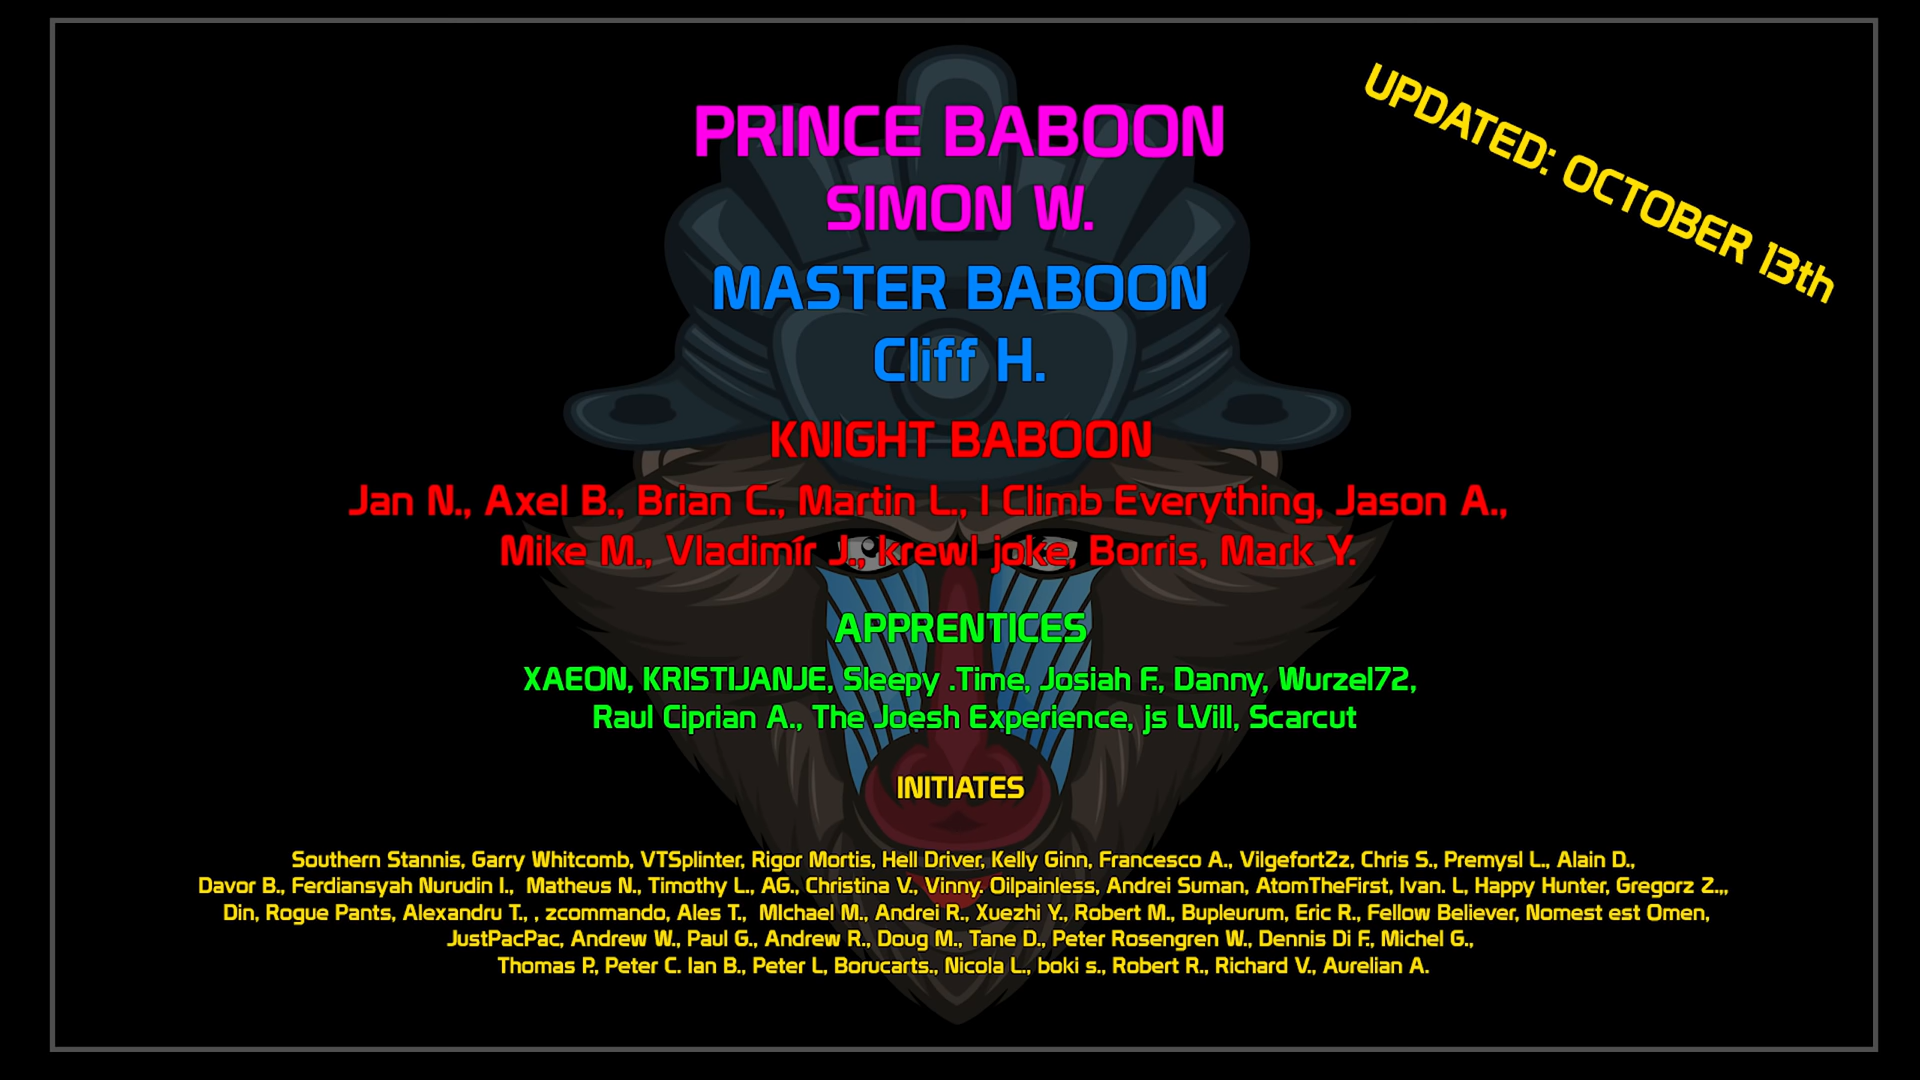 PRINCE BABOON
SIMON W.
UPDATED: OCTOBER 13th
MASTER BABOON
Cliff H.
KNIGHT BABOON
Jan N., Axel B., Brian C., Martin L., I Climb Everything, Jason A.,
Mike M., Vladimír J., krewl joke, Borris, Mark Y.
APPRENTICES
XAEON, KRISTIJANJE, Sleepy .Time, Josiah F., Danny, Wurzel72,
Raul Ciprian A., The Joesh Experience, js LVill, Scarcut
INITIATES
Southern Stannis, Garry Whitcomb, VTSplinter, Rigor Mortis, Hell Driver, Kelly Ginn, Francesco A., VilgefortZz, Chris S., Premysl L., Alain D.,
Davor B., Ferdiansyah Nurudin I.,  Matheus N., Timothy L., AG., Christina V., Vinny. Oilpainless, Andrei Suman, AtomTheFirst, Ivan. L, Happy Hunter, Gregorz Z.,,
Din, Rogue Pants, Alexandru T., , zcommando, Ales T.,  MIchael M., Andrei R., Xuezhi Y., Robert M., Bupleurum, Eric R., Fellow Believer, Nomest est Omen,
JustPacPac, Andrew W., Paul G., Andrew R., Doug M., Tane D., Peter Rosengren W., Dennis Di F., Michel G.,
Thomas P., Peter C. Ian B., Peter L, Borucarts., Nicola L., boki s., Robert R., Richard V., Aurelian A.